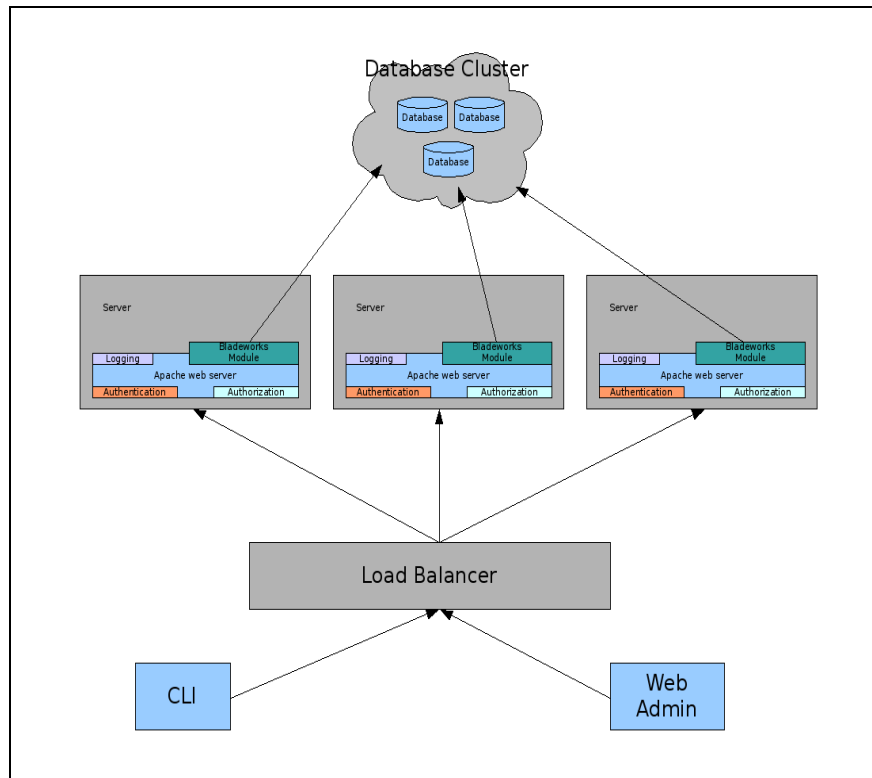 Database Cluster
Database
Database
Database
Server
Bladeworks
Module
Logging
Apache web server
Authentication
Authorization
Server
Bladeworks
Module
Logging
Apache web server
Authentication
Authorization
Server
Bladeworks
Module
Logging
Apache web server
Authentication
Authorization
Load Balancer
CLI
Web
Admin